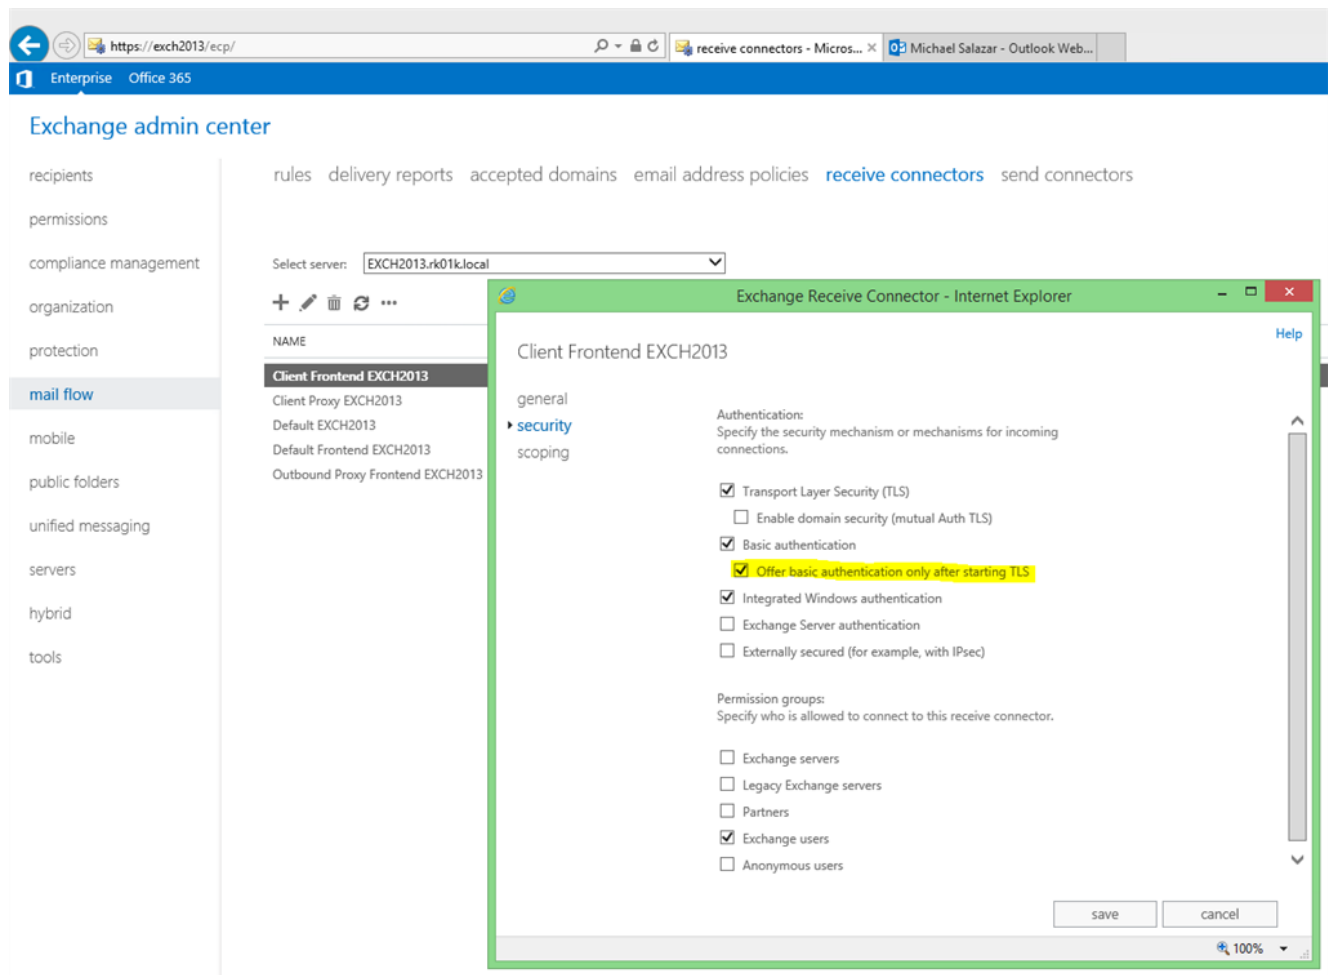 https://exch2013/ecp/
receive connectors - Micros...
Michael Salazar - Outlook Web...
Enterprise Office 365
Exchange admin center
recipients
permissions
compliance management
organization
protection
mail flow
mobile
public folders
unified messaging
servers
hybrid
tools
rules delivery reports accepted domains email address policies receive connectors send connectors
Select server: EXCH2013.rk01k.local
NAME
Client Frontend EXCH2013
Client Proxy EXCH2013
Default EXCH2013
Default Frontend EXCH2013
Outbound Proxy Frontend EXCH2013
Exchange Receive Connector - Internet Explorer
Help
Client Frontend EXCH2013
general
security
scoping
Authentication:
Specify the security mechanism or mechanisms for incoming
connections.
Transport Layer Security (TLS)
Enable domain security (mutual Auth TLS)
Basic authentication
Offer basic authentication only after starting TLS
Integrated Windows authentication
Exchange Server authentication
Externally secured (for example, with IPsec)
Permission groups:
Specify who is allowed to connect to this receive connector.
Exchange servers
Legacy Exchange servers
Partners
Exchange users
Anonymous users
save cancel
100%